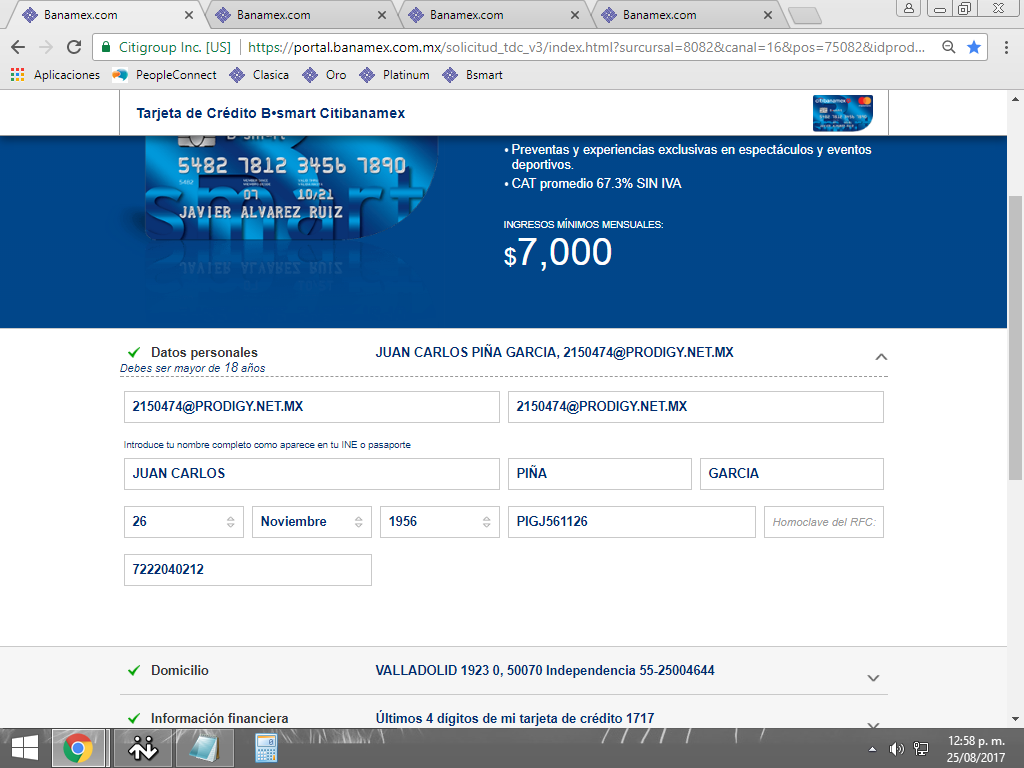 Banamex.com
Banamex.com
Banamex.com
Banamex.com
Citigroup Inc. [US] https://portal.banamex.com.mx/solicitud_tdc_v3/index.html?sursursal=8082&canal=16&pos=75082&idprod...
Aplicaciones PeopleConnect Clasica Oro Platinum Bsmart
Tarjeta de Crédito B•smart Citibanamex
citibanamex
5482 7812 3456 7890
5482
07 10/21
JAVIER ALVAREZ RUIZ
smart
• Preventas y experiencias exclusivas en espectáculos y eventos
deportivos.
• CAT promedio 67.3% SIN IVA
INGRESOS MÍNIMOS MENSUALES:
$7,000
Datos personales JUAN CARLOS PIÑA GARCIA, 2150474@PRODIGY.NET.MX
Debes ser mayor de 18 años
2150474@PRODIGY.NET.MX 2150474@PRODIGY.NET.MX
Introduce tu nombre completo como aparece en tu INE o pasaporte
JUAN CARLOS PIÑA GARCIA
26 Noviembre 1956 PIGJ561126 Homoclave del RFC:
7222040212
Domicilio VALLADOLID 1923 0, 50070 Independencia 55-25004644
Información financiera Últimos 4 dígitos de mi tarjeta de crédito 1717
12:58 p. m.
25/08/2017